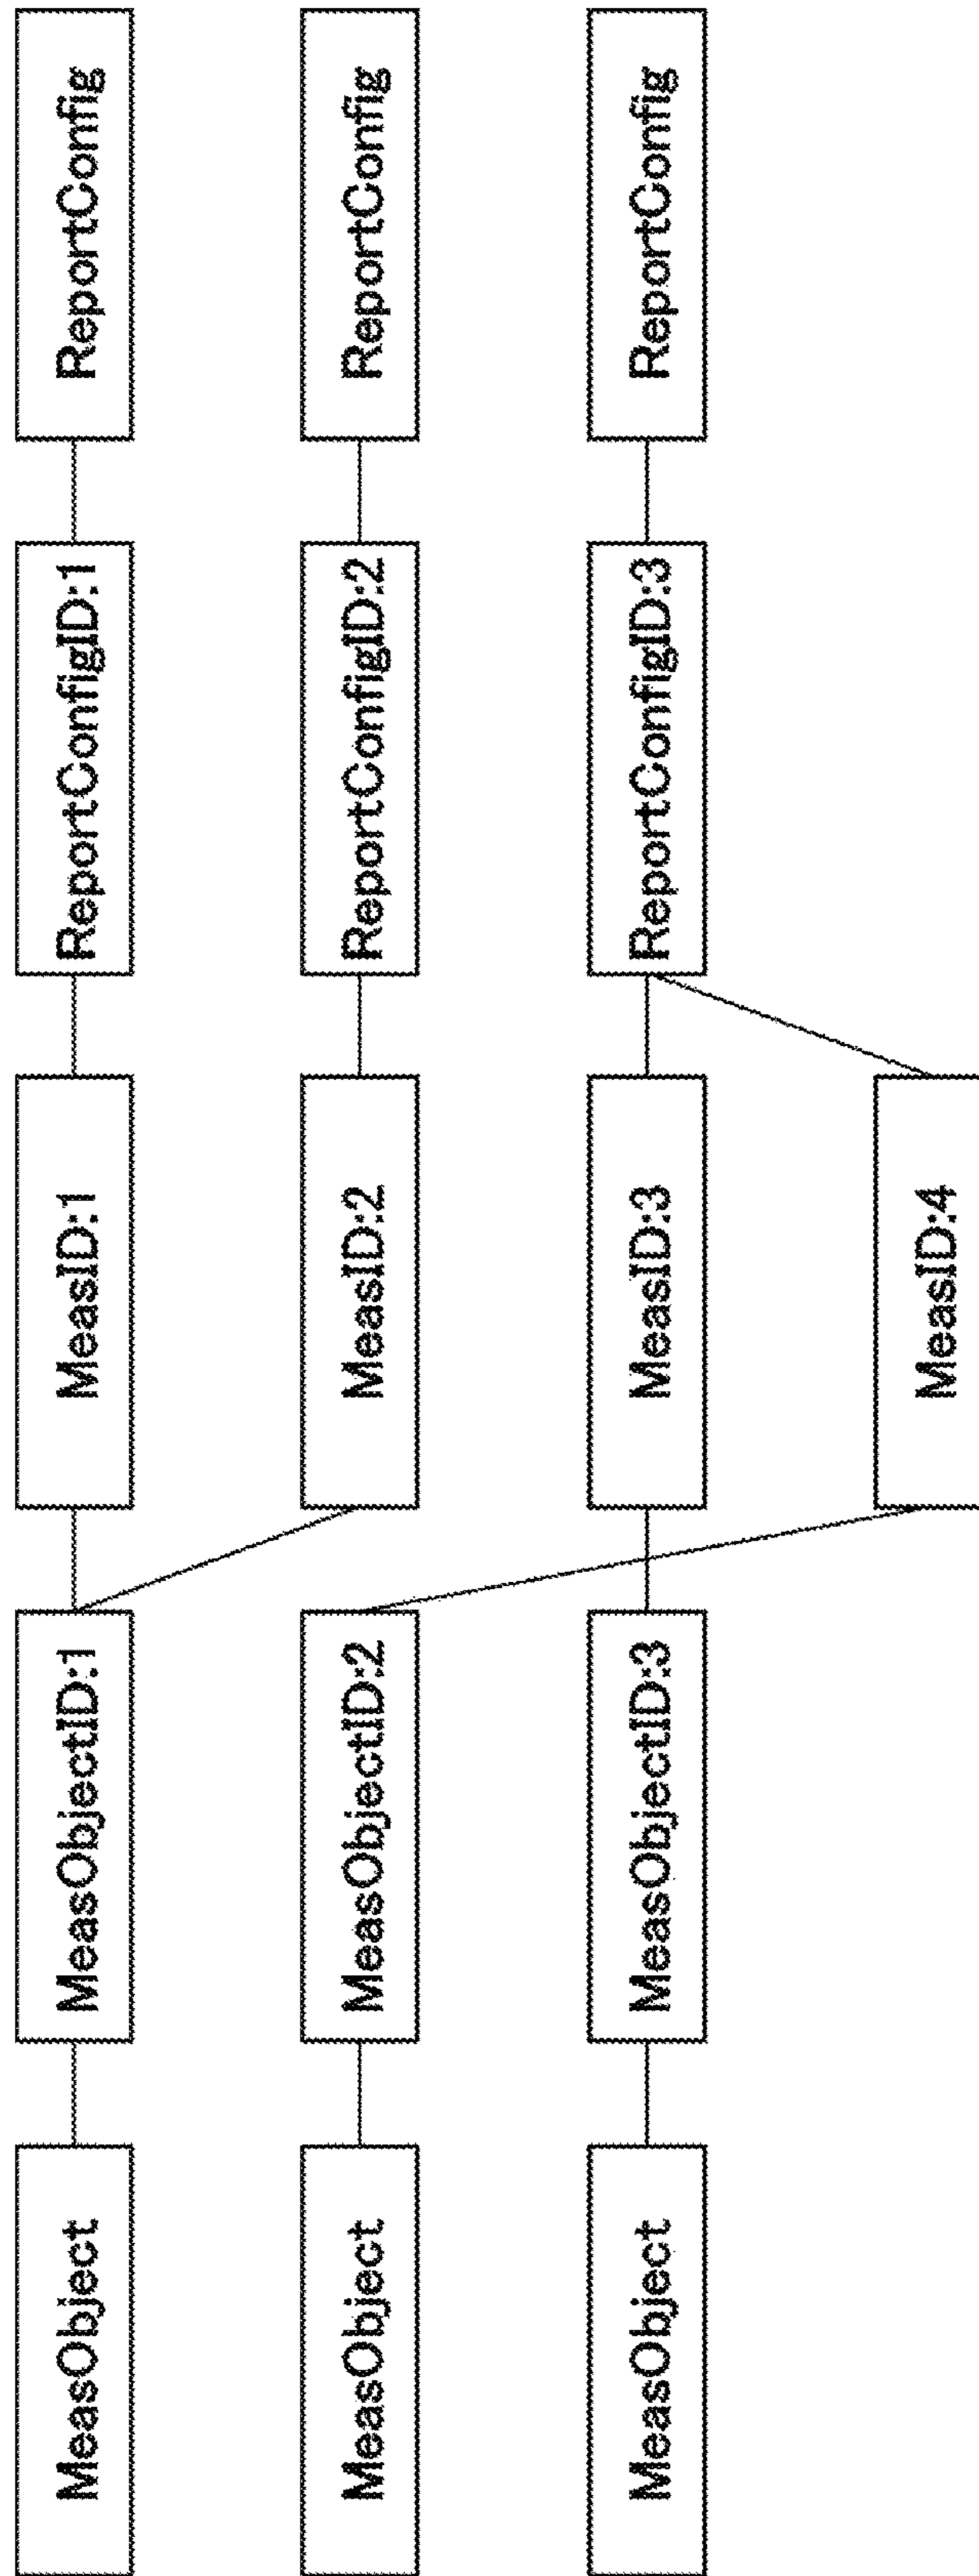 MeasObject
MeasObjectID:1
MeasID:1
ReportConfigID:1
ReportConfig
MeasObject
MeasObjectID:2
MeasID:2
ReportConfigID:2
ReportConfig
MeasObject
MeasObjectID:3
MeasID:3
ReportConfigID:3
ReportConfig
MeasID:4